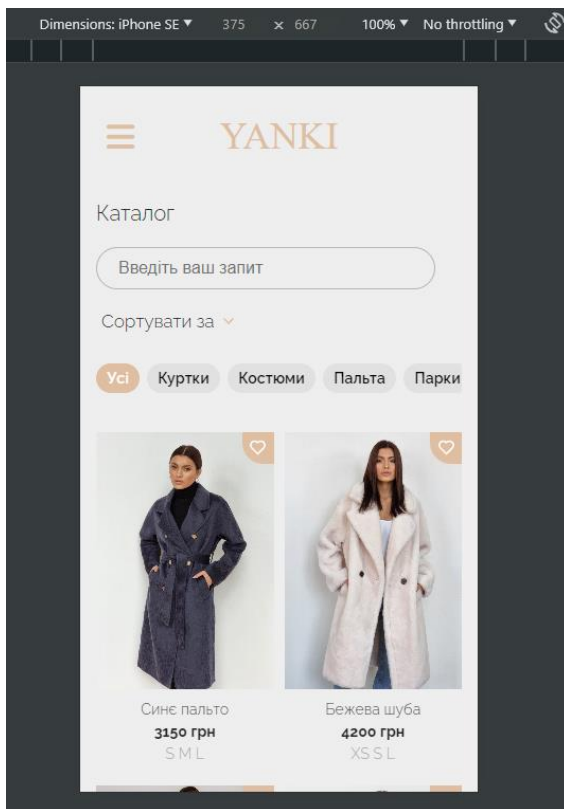 Dimensions: iPhone SE ▼ 375 × 667 100% ▼ No throttling ▼
YANKI
Каталог
Введіть ваш запит
Сортувати за
Усі Куртки Костюми Пальта Парки
Синє пальто Бежева шуба
3150 грн 4200 грн
S M L XS S L